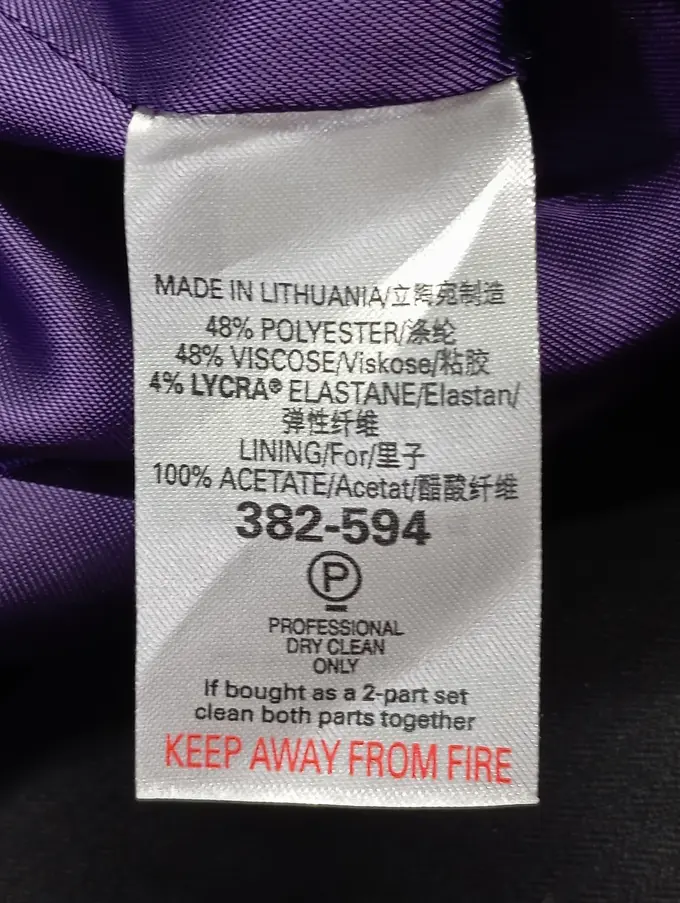 MADE IN LITHUANIA/立陶宛制造
48% POLYESTER/涤纶
48% VISCOSE/Viskose/粘胶
4% LYCRA® ELASTANE/Elastan/
弹性纤维
LINING/For/里子
100% ACETATE/Acetat/醋酸纤维
382-594
P
PROFESSIONAL
DRY CLEAN
ONLY
If bought as a 2-part set
clean both parts together
KEEP AWAY FROM FIRE